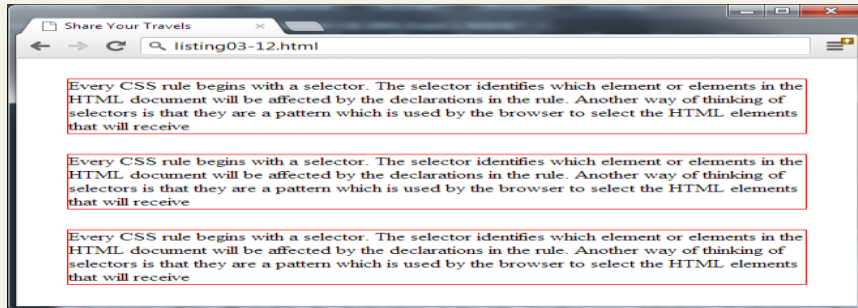 Share Your Travels
listing03-12.html
Every CSS rule begins with a selector. The selector identifies which element or elements in the
HTML document will be affected by the declarations in the rule. Another way of thinking of
selectors is that they are a pattern which is used by the browser to select the HTML elements
that will receive
Every CSS rule begins with a selector. The selector identifies which element or elements in the
HTML document will be affected by the declarations in the rule. Another way of thinking of
selectors is that they are a pattern which is used by the browser to select the HTML elements
that will receive
Every CSS rule begins with a selector. The selector identifies which element or elements in the
HTML document will be affected by the declarations in the rule. Another way of thinking of
selectors is that they are a pattern which is used by the browser to select the HTML elements
that will receive